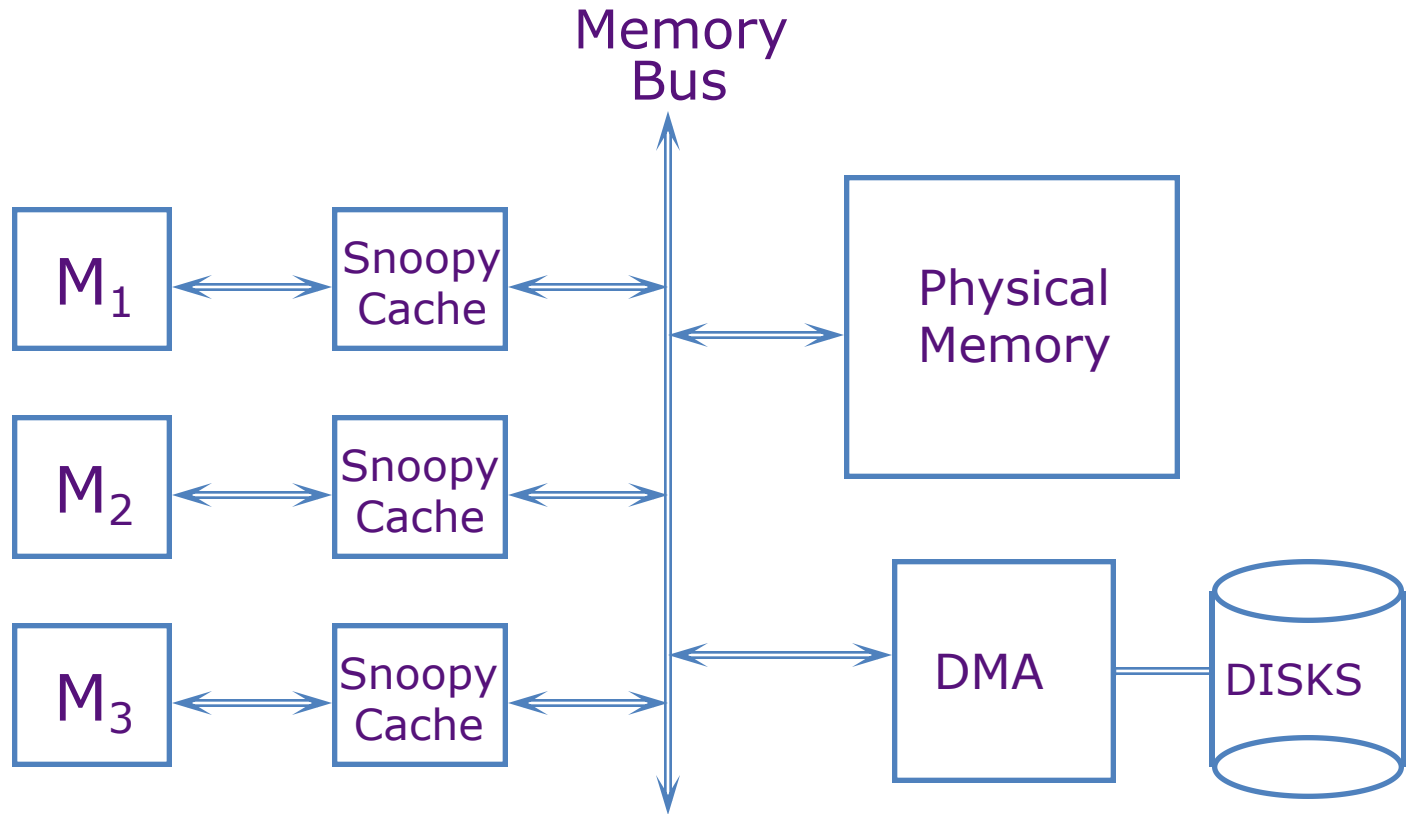 Memory
Bus
M₁
Snoopy
Cache
Physical
Memory
M₂
Snoopy
Cache
M₃
Snoopy
Cache
DMA
DISKS